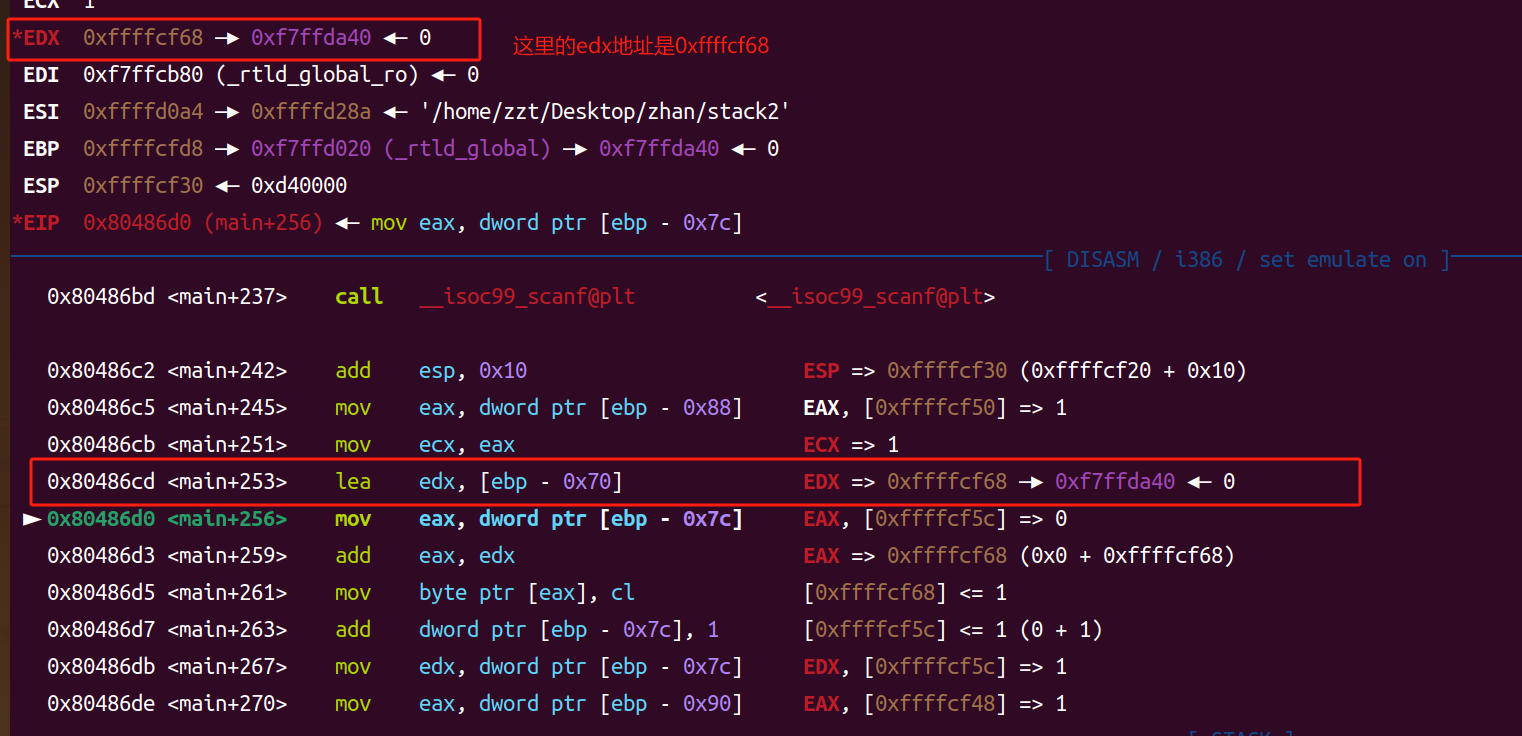 ECX 1
*EDX 0xffffcf68 —▸ 0xf7ffda40 ◂— 0 这里的edx地址是0xffffcf68
EDI 0xf7ffcb80 (_rtld_global_ro) ◂— 0
ESI 0xffffd0a4 —▸ 0xffffd28a ◂— '/home/zzt/Desktop/zhan/stack2'
EBP 0xffffcfd8 —▸ 0xf7ffd020 (_rtld_global) —▸ 0xf7ffda40 ◂— 0
ESP 0xffffcf30 ◂— 0xd40000
*EIP 0x80486d0 (main+256) ◂— mov eax, dword ptr [ebp - 0x7c]
[ DISASM / i386 / set emulate on ]
0x80486bd <main+237> call __isoc99_scanf@plt <__isoc99_scanf@plt>
0x80486c2 <main+242> add esp, 0x10 ESP => 0xffffcf30 (0xffffcf20 + 0x10)
0x80486c5 <main+245> mov eax, dword ptr [ebp - 0x88] EAX, [0xffffcf50] => 1
0x80486cb <main+251> mov ecx, eax ECX => 1
0x80486cd <main+253> lea edx, [ebp - 0x70] EDX => 0xffffcf68 —▸ 0xf7ffda40 ◂— 0
► 0x80486d0 <main+256> mov eax, dword ptr [ebp - 0x7c] EAX, [0xffffcf5c] => 0
0x80486d3 <main+259> add eax, edx EAX => 0xffffcf68 (0x0 + 0xffffcf68)
0x80486d5 <main+261> mov byte ptr [eax], cl [0xffffcf68] <= 1
0x80486d7 <main+263> add dword ptr [ebp - 0x7c], 1 [0xffffcf5c] <= 1 (0 + 1)
0x80486db <main+267> mov edx, dword ptr [ebp - 0x7c] EDX, [0xffffcf5c] => 1
0x80486de <main+270> mov eax, dword ptr [ebp - 0x90] EAX, [0xffffcf48] => 1
[ STACK ]